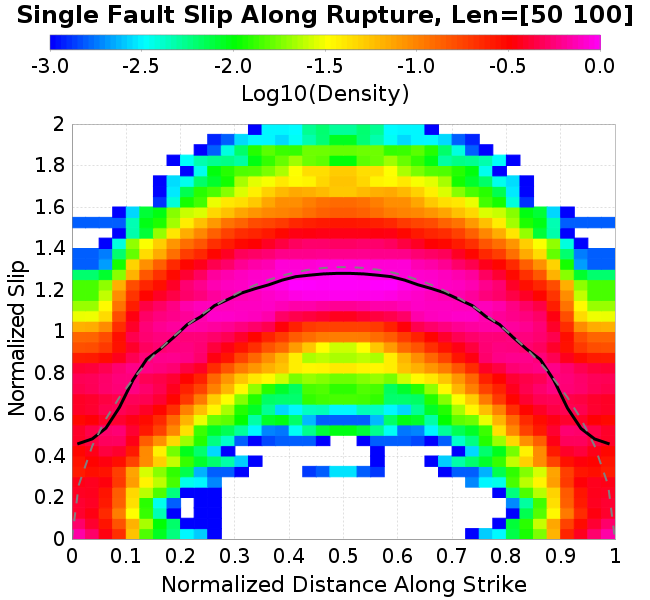 Single Fault Slip Along Rupture, Len=[50 100]
-3.0 -2.5 -2.0 -1.5 -1.0 -0.5 0.0
Log10(Density)
2
1.8
1.6
1.4
1.2
1
0.8
0.6
0.4
0.2
0
Normalized Slip
0 0.1 0.2 0.3 0.4 0.5 0.6 0.7 0.8 0.9 1
Normalized Distance Along Strike